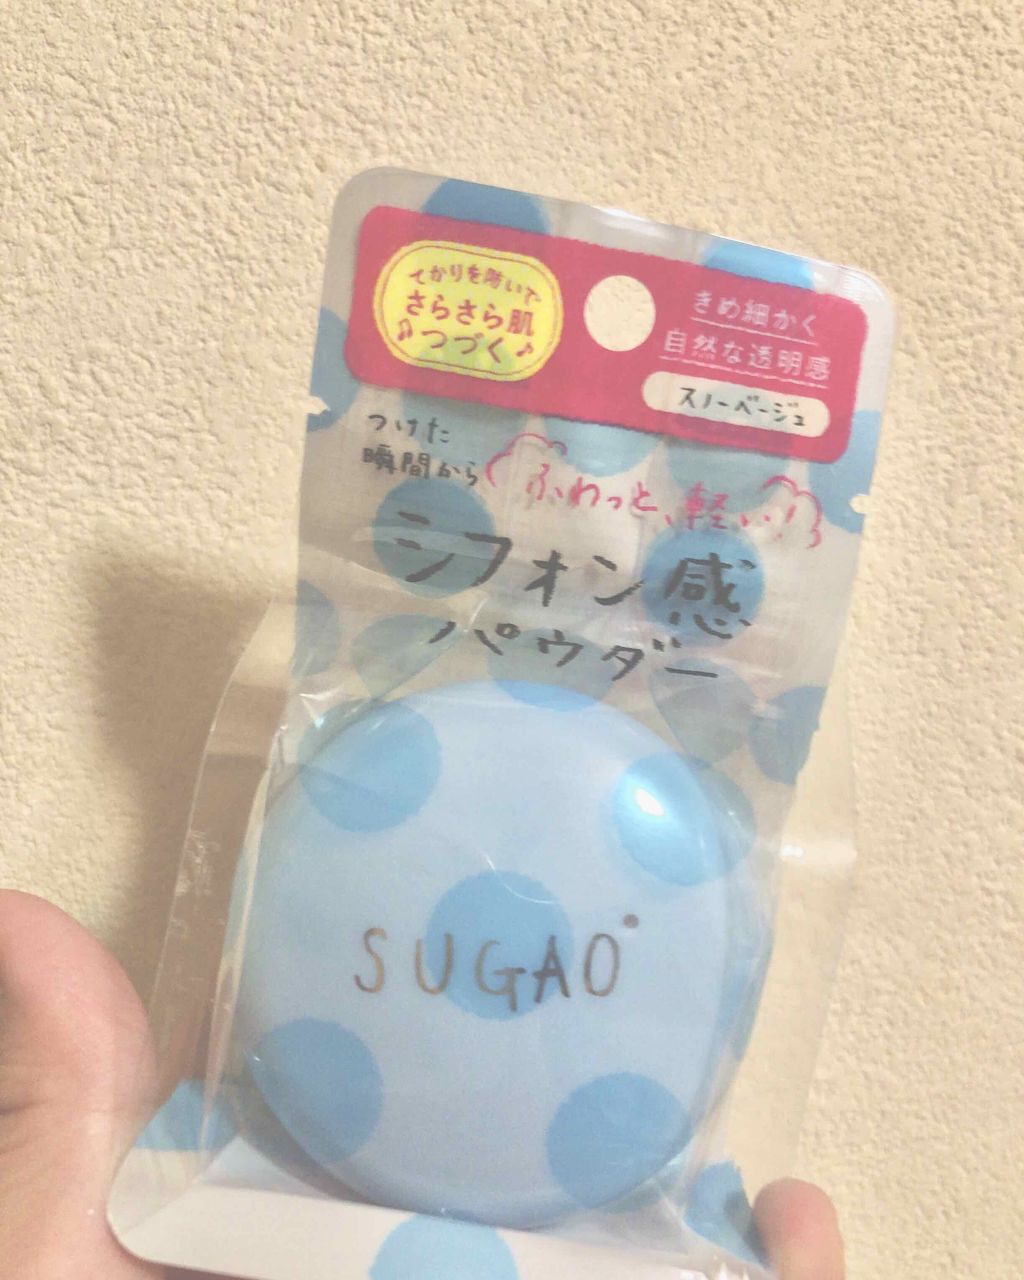 てかりを防いで
さらさら肌
♪つづく♪
きめ細かく
自然な透明感
スノーベージュ
つけた
瞬間から
ふわっと、軽い!
シフォン感
パウダー
SUGAO